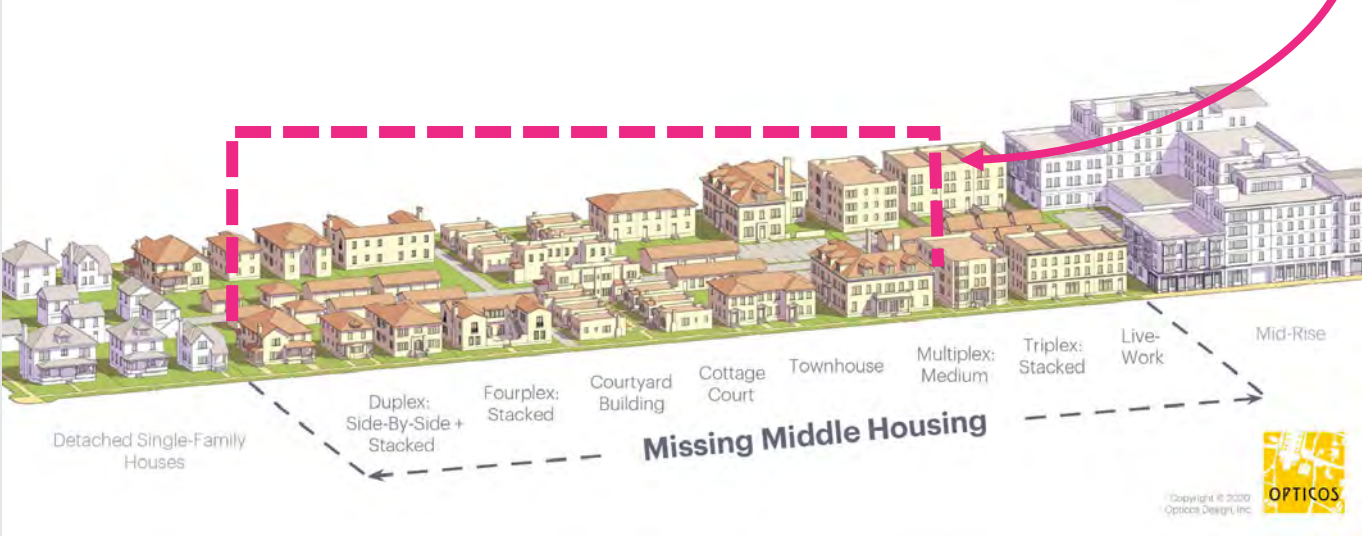 Detached Single-Family
Houses
Duplex:
Side-By-Side +
Stacked
Fourplex:
Stacked
Courtyard
Building
Cottage
Court
Townhouse
Multiplex:
Medium
Triplex:
Stacked
Live-
Work
Mid-Rise
Missing Middle Housing
Copyright © 2020
Opticos Design, Inc.
OPTICOS